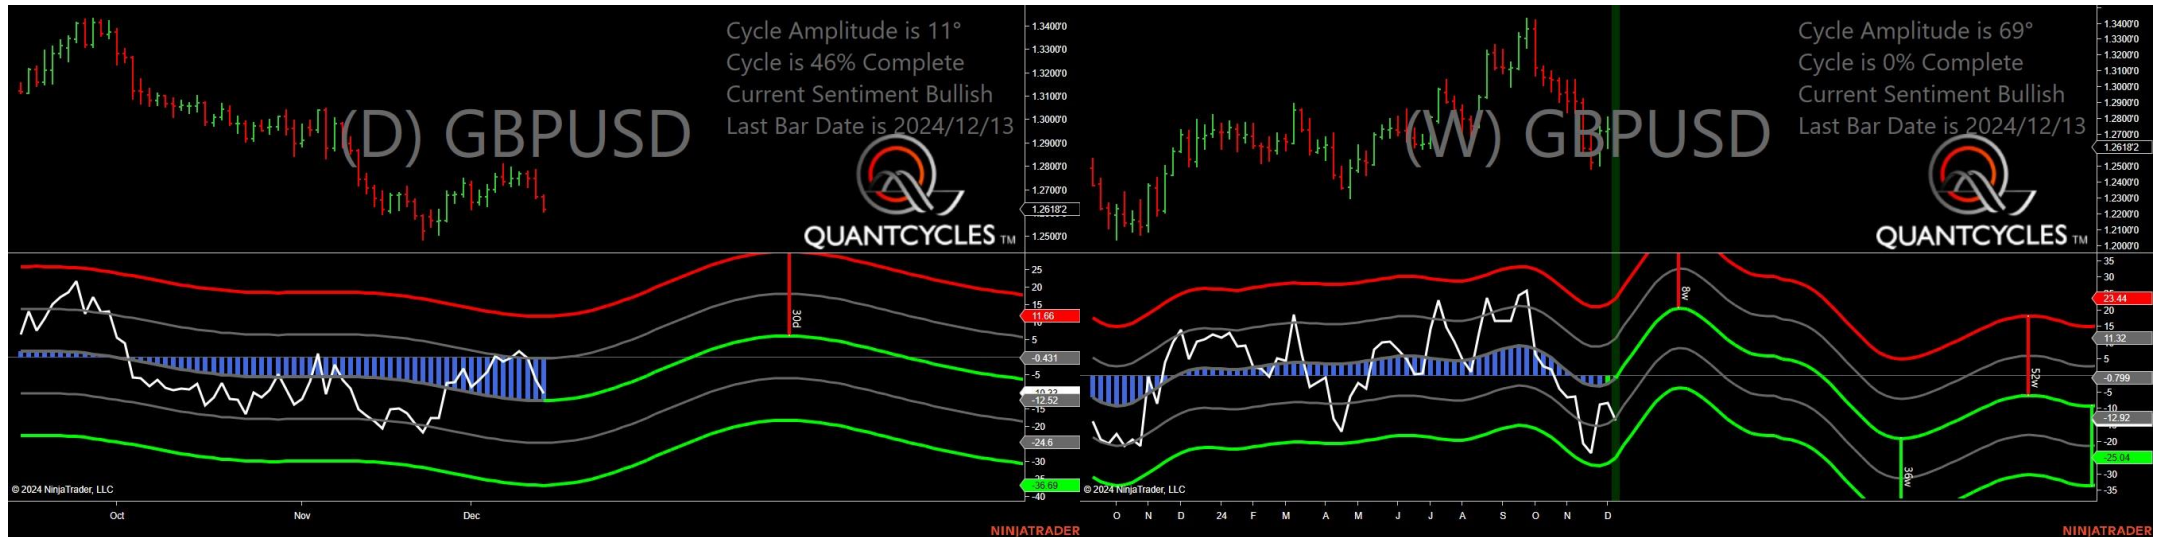 Cycle Amplitude is 11°
Cycle is 46% Complete
Current Sentiment Bullish
Last Bar Date is 2024/12/13
(D) GBPUSD
QUANTCYCLES TM
1.3400'0
1.3300'0
1.3200'0
1.3100'0
1.3000'0
1.2900'0
1.2800'0
1.2700'0
1.2618'2
1.2500'0
25
20
15
11.66
10
5
-0.431
-5
-12.52
-15
-20
-24.6
-30
-36.69
-40
30d
© 2024 NinjaTrader, LLC
Oct Nov Dec
NINJATRADER
Cycle Amplitude is 69°
Cycle is 0% Complete
Current Sentiment Bullish
Last Bar Date is 2024/12/13
(W) GBPUSD
QUANTCYCLES TM
1.3400'0
1.3300'0
1.3200'0
1.3100'0
1.3000'0
1.2900'0
1.2800'0
1.2700'0
1.2618'2
1.2500'0
1.2400'0
1.2300'0
1.2200'0
1.2100'0
1.2000'0
35
30
23.44
20
15
11.32
5
-0.799
-5
-10
-12.92
-20
-25.04
-30
-35
8w
52w
36w
© 2024 NinjaTrader, LLC
O N D 24 F M A M J J A S O N D
NINJATRADER